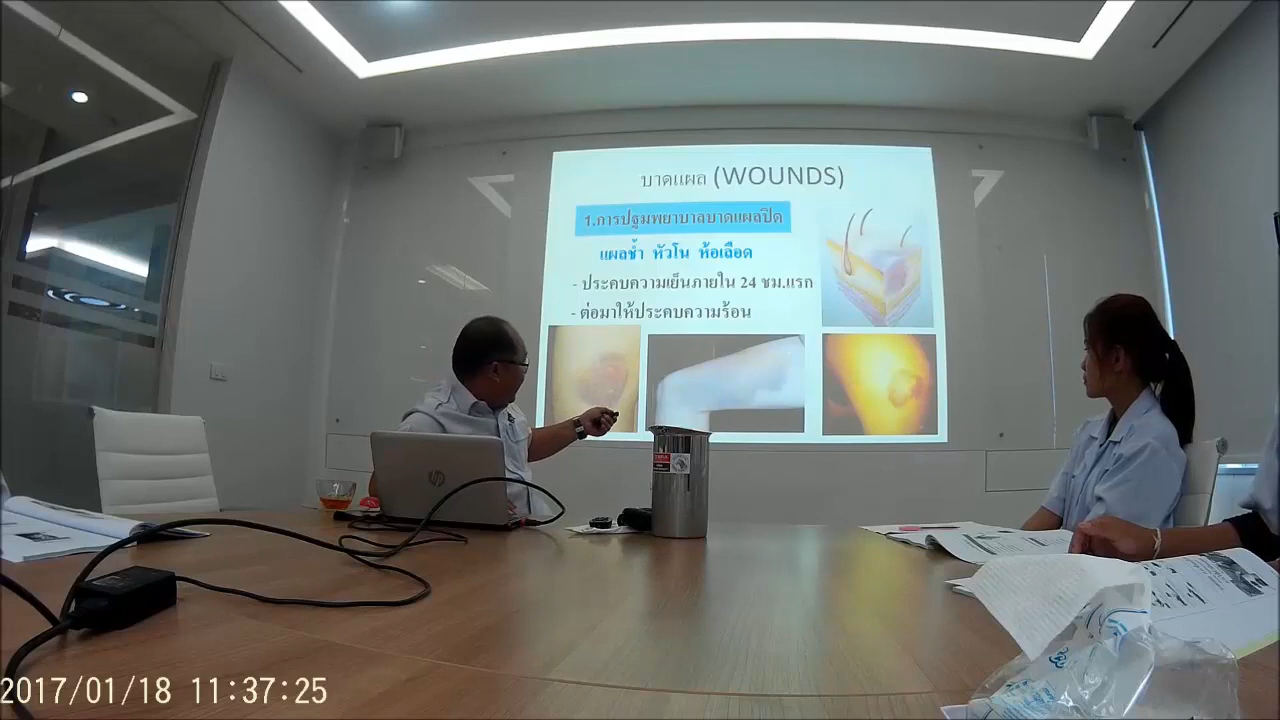 บาดแผล (WOUNDS)
1.การปฐมพยาบาลบาดแผลปิด
แผลช้ำ หัวโน ห้อเลือด
- ประคบความเย็นภายใน 24 ชม.แรก
- ต่อมาให้ประคบความร้อน
hp
2017/01/18 11:37:25